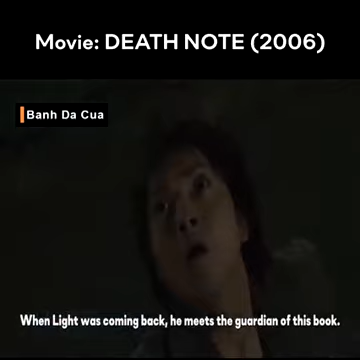 Movie: DEATH NOTE (2006)
Banh Da Cua
When Light was coming back, he meets the guardian of this book.